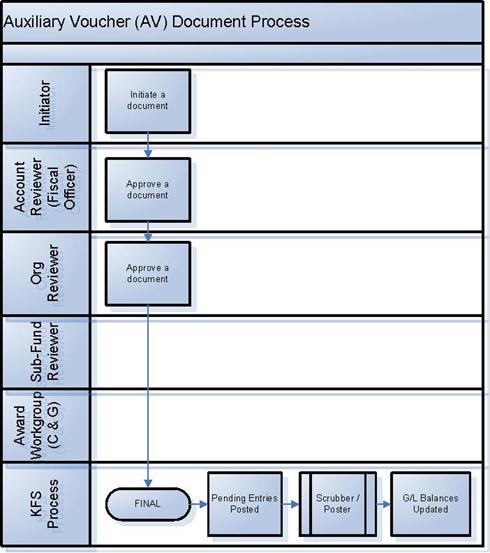 Auxiliary Voucher (AV) Document Process
Initiator
Initiate a
document
Account
Reviewer
(Fiscal
Officer)
Approve a
document
Org
Reviewer
Approve a
document
Sub-Fund
Reviewer
Award
Workgroup
(C & G)
KFS
Process
FINAL
Pending Entries
Posted
Scrubber /
Poster
G/L Balances
Updated